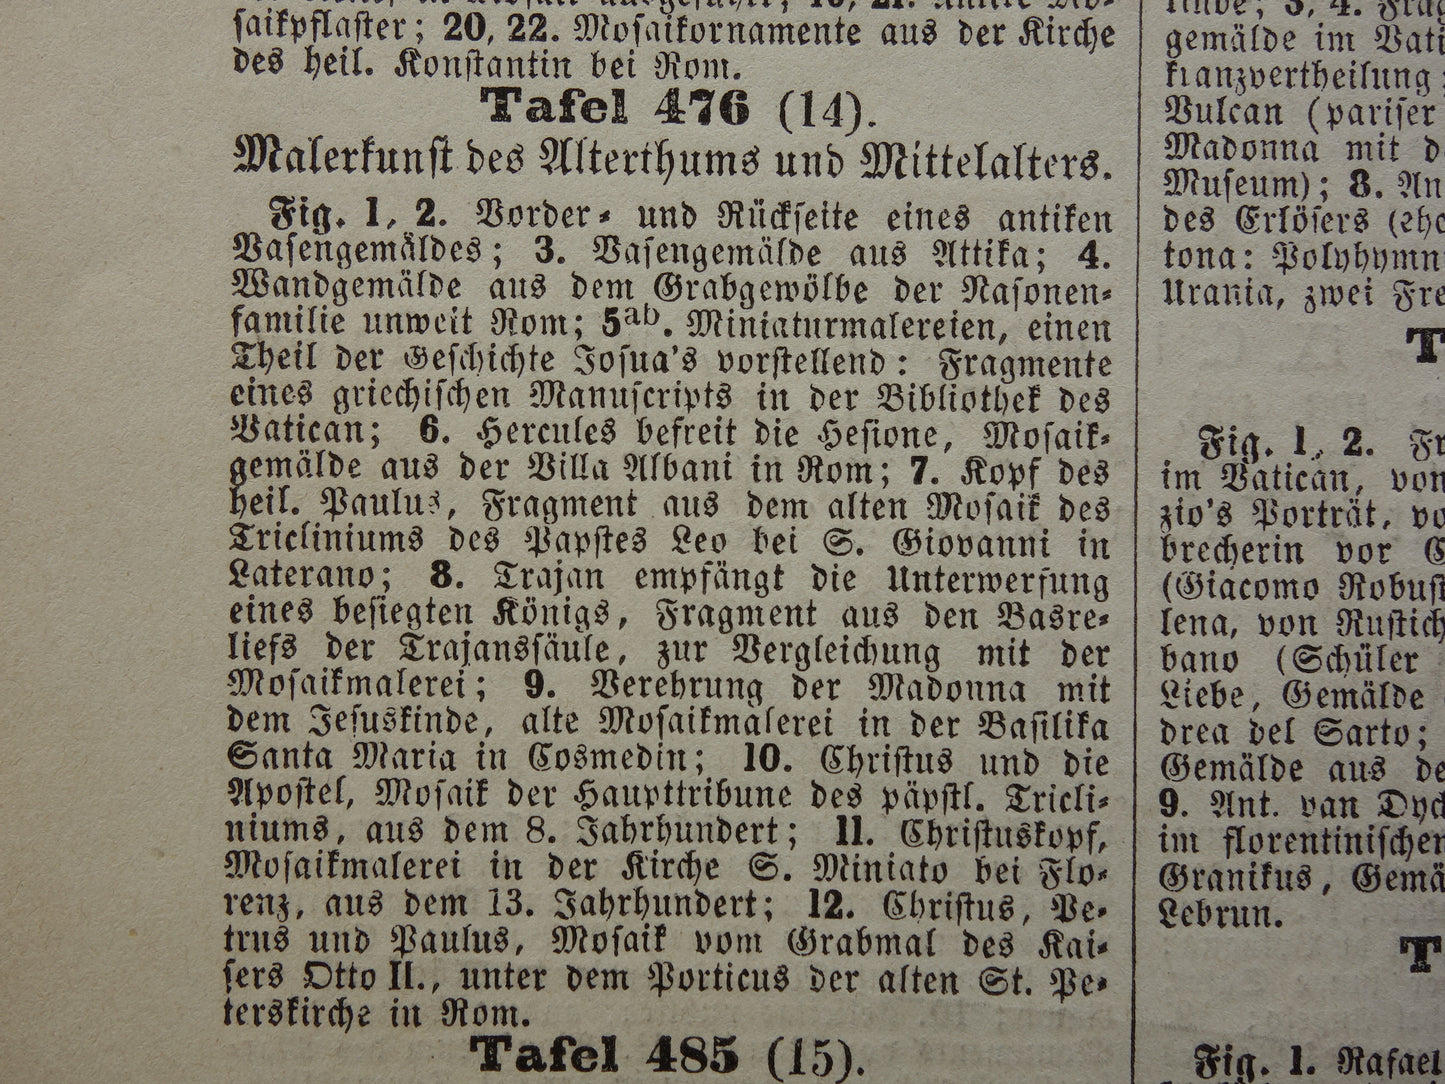 saikpflaster; 20, 22. Mosaikornamente aus der Kirche
des heil. Konstantin bei Rom.
Tafel 476 (14).
Malerkunst des Alterthums und Mittelalters.
Fig. 1, 2. Vorder- und Rückseite eines antiken
Vasengemäldes; 3. Vasengemälde aus Attika; 4.
Wandgemälde aus dem Grabgewölbe der Nasonen-
familie unweit Rom; 5ab. Miniaturmalereien, einen
Theil der Geschichte Josua's vorstellend: Fragmente
eines griechischen Manuscripts in der Bibliothek des
Vatican; 6. Hercules befreit die Hesione, Mosaik-
gemälde aus der Villa Albani in Rom; 7. Kopf des
heil. Paulus, Fragment aus dem alten Mosaik des
Tricliniums des Papstes Leo bei S. Giovanni in
Laterano; 8. Trajan empfängt die Unterwerfung
eines besiegten Königs, Fragment aus den Basre-
liefs der Trajanssäule, zur Vergleichung mit der
Mosaikmalerei; 9. Verehrung der Madonna mit
dem Jesuskinde, alte Mosaikmalerei in der Basilika
Santa Maria in Cosmedin; 10. Christus und die
Apostel, Mosaik der Haupttribune des päpstl. Tricli-
niums, aus dem 8. Jahrhundert; 11. Christuskopf,
Mosaikmalerei in der Kirche S. Miniato bei Flo-
renz, aus dem 13. Jahrhundert; 12. Christus, Pe-
trus und Paulus, Mosaik vom Grabmal des Kai-
sers Otto II., unter dem Porticus der alten St. Pe-
terskirche in Rom.
Tafel 485 (15).
gemälde im Vati
kranzvertheilung;
Vulcan (pariser
Madonna mit d
Museum); 8. An
des Erlösers (eh
tona: Polyhymn
Urania, zwei Fre
T
Fig. 1, 2. Fr
im Vatican, von
zio's Porträt, vo
brecherin vor C
(Giacomo Robust
lena, von Rustich
bano (Schüler
Liebe, Gemälde
drea del Sarto;
Gemälde aus de
9. Ant. van Dyc
im florentinischen
Granikus, Gemä
Lebrun.
T
Fig. 1. Rafael